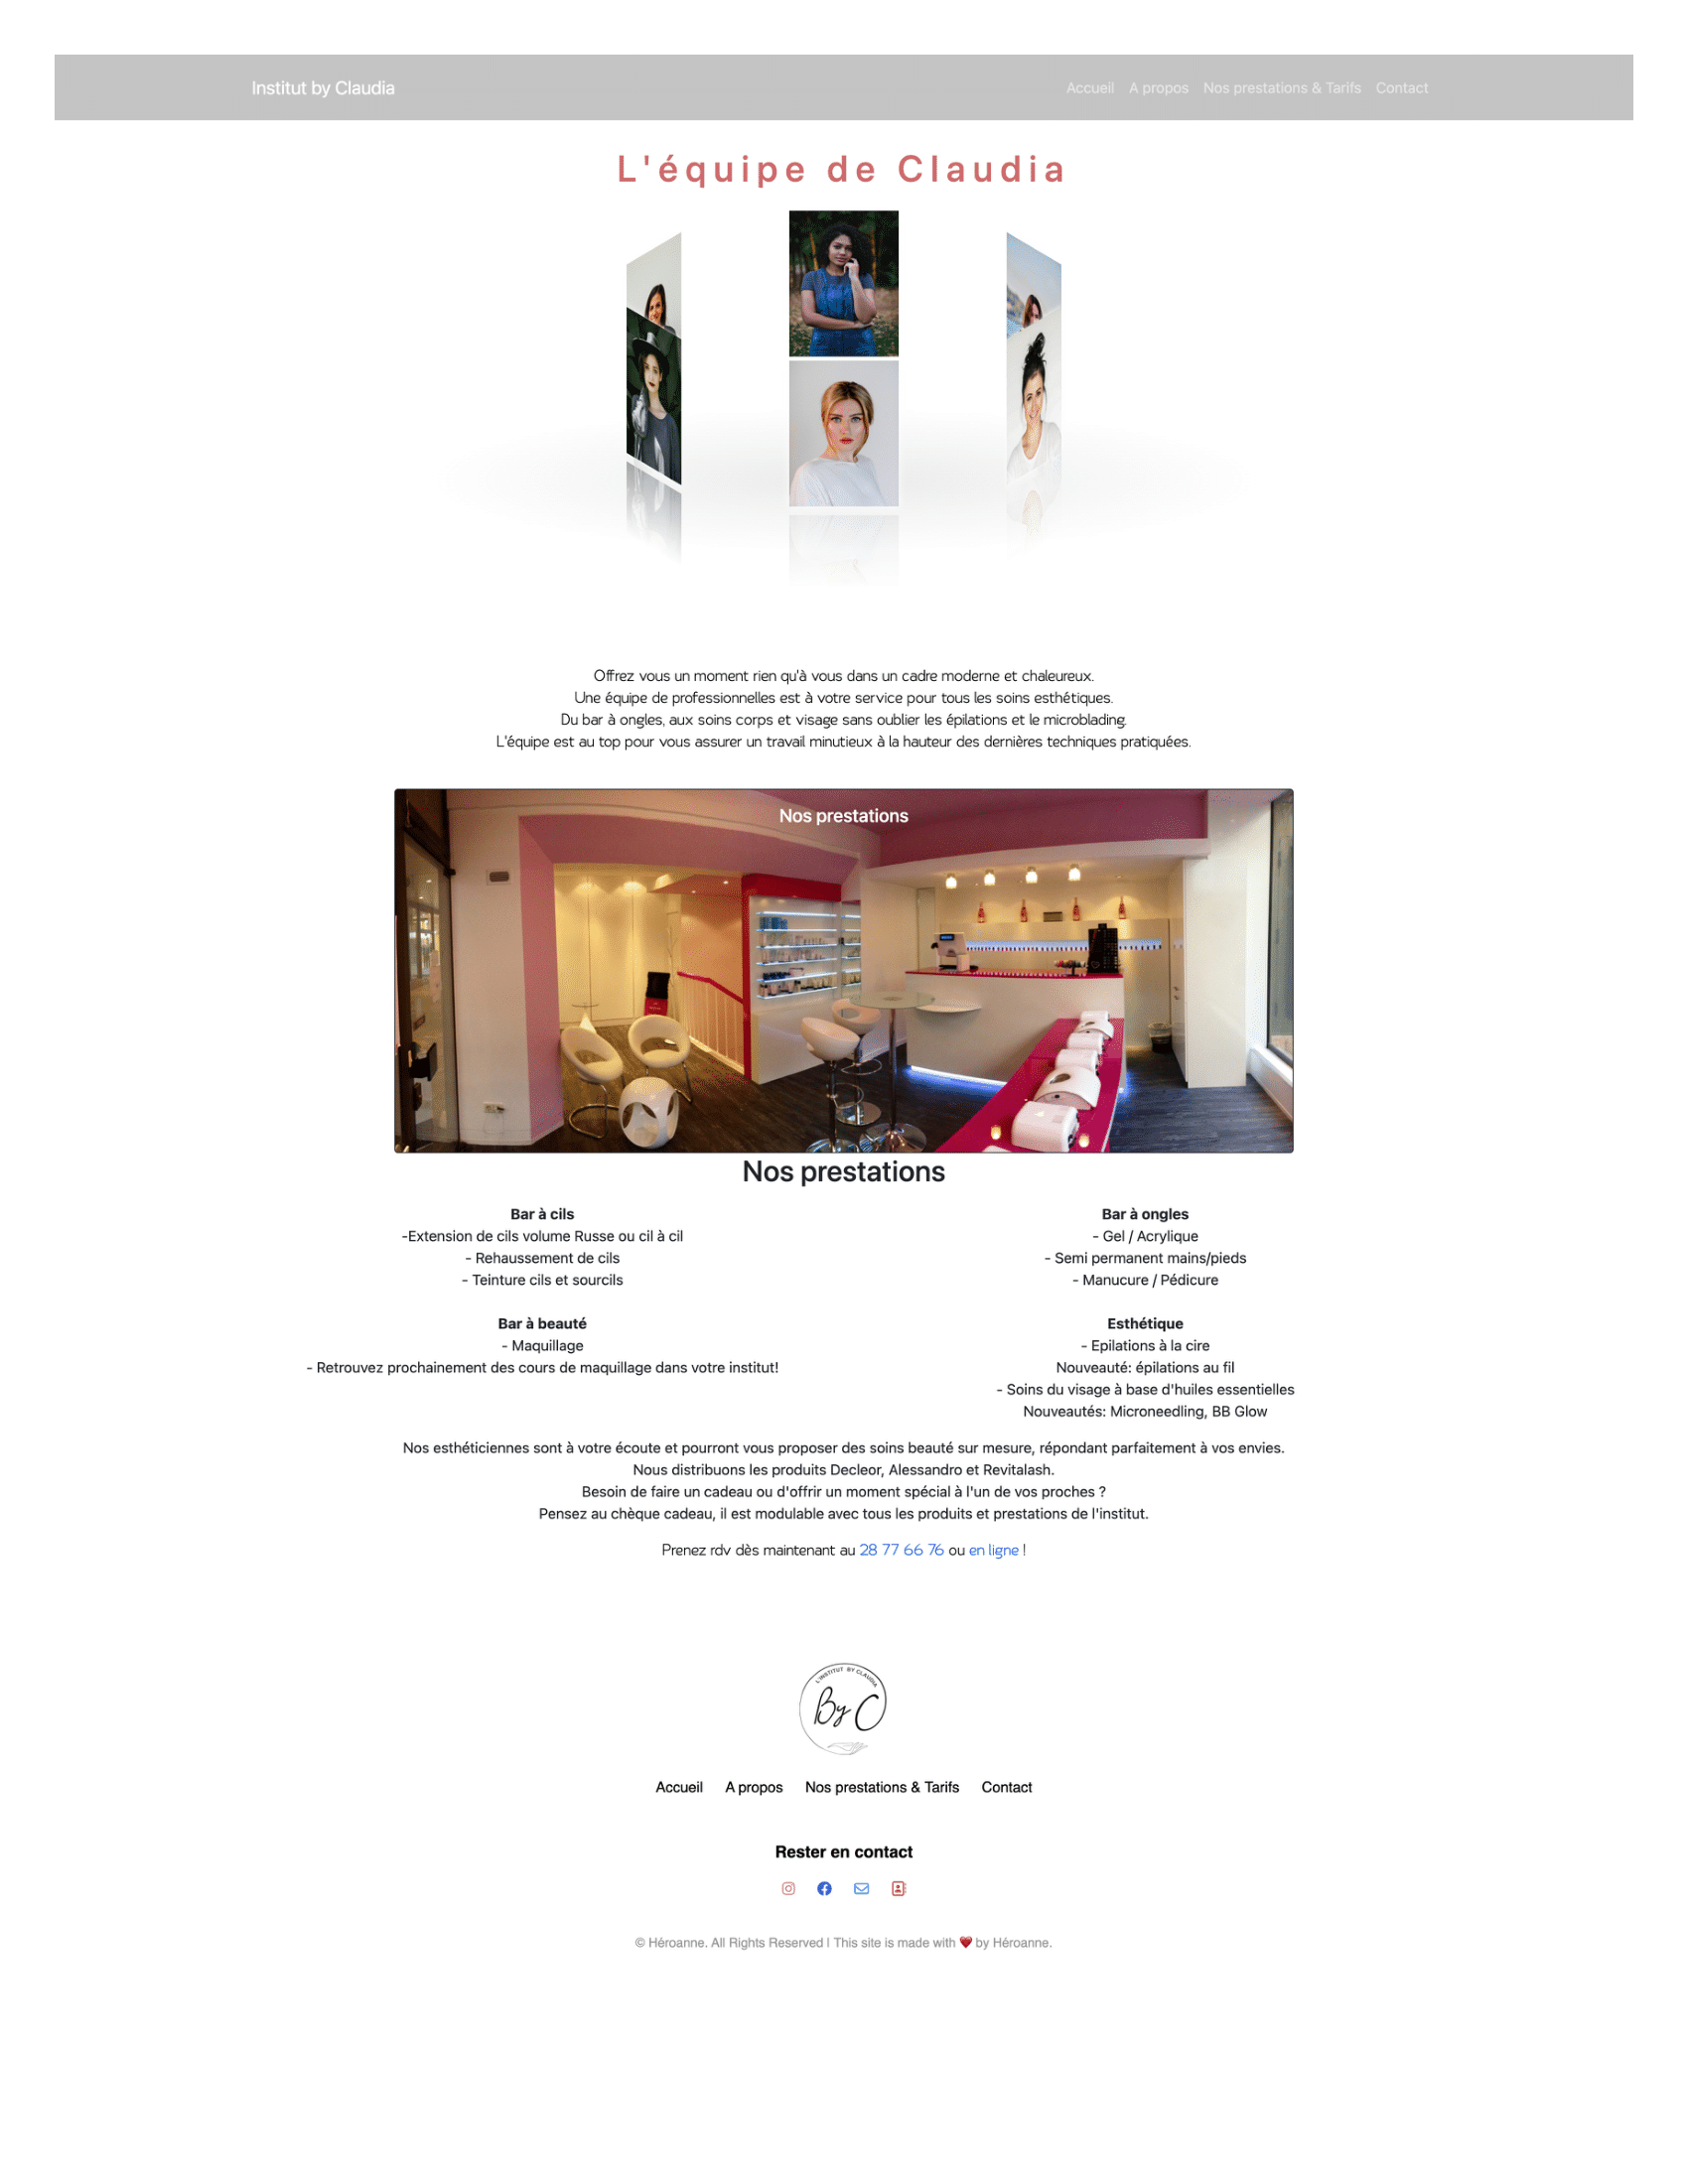 Institut by Claudia
Accueil A propos Nos prestations & Tarifs Contact
L'équipe de Claudia
Offrez vous un moment rien qu'à vous dans un cadre moderne et chaleureux.
Une équipe de professionnelles est à votre service pour tous les soins esthétiques.
Du bar à ongles, aux soins corps et visage sans oublier les épilations et le microblading.
L'équipe est au top pour vous assurer un travail minutieux à la hauteur des dernières techniques pratiquées.
Nos prestations
Nos prestations
Bar à cils
-Extension de cils volume Russe ou cil à cil
- Rehaussement de cils
- Teinture cils et sourcils
Bar à ongles
- Gel / Acrylique
- Semi permanent mains/pieds
- Manucure / Pédicure
Bar à beauté
- Maquillage
- Retrouvez prochainement des cours de maquillage dans votre institut!
Esthétique
- Epilations à la cire
Nouveauté: épilations au fil
- Soins du visage à base d'huiles essentielles
Nouveautés: Microneedling, BB Glow
Nos esthéticiennes sont à votre écoute et pourront vous proposer des soins beauté sur mesure, répondant parfaitement à vos envies.
Nous distribuons les produits Decleor, Alessandro et Revitalash.
Besoin de faire un cadeau ou d'offrir un moment spécial à l'un de vos proches ?
Pensez au chèque cadeau, il est modulable avec tous les produits et prestations de l'institut.
Prenez rdv dès maintenant au 28 77 66 76 ou en ligne !
L'INSTITUT BY CLAUDIA
By C
Accueil A propos Nos prestations & Tarifs Contact
Rester en contact
© Héroanne. All Rights Reserved | This site is made with ❤️ by Héroanne.